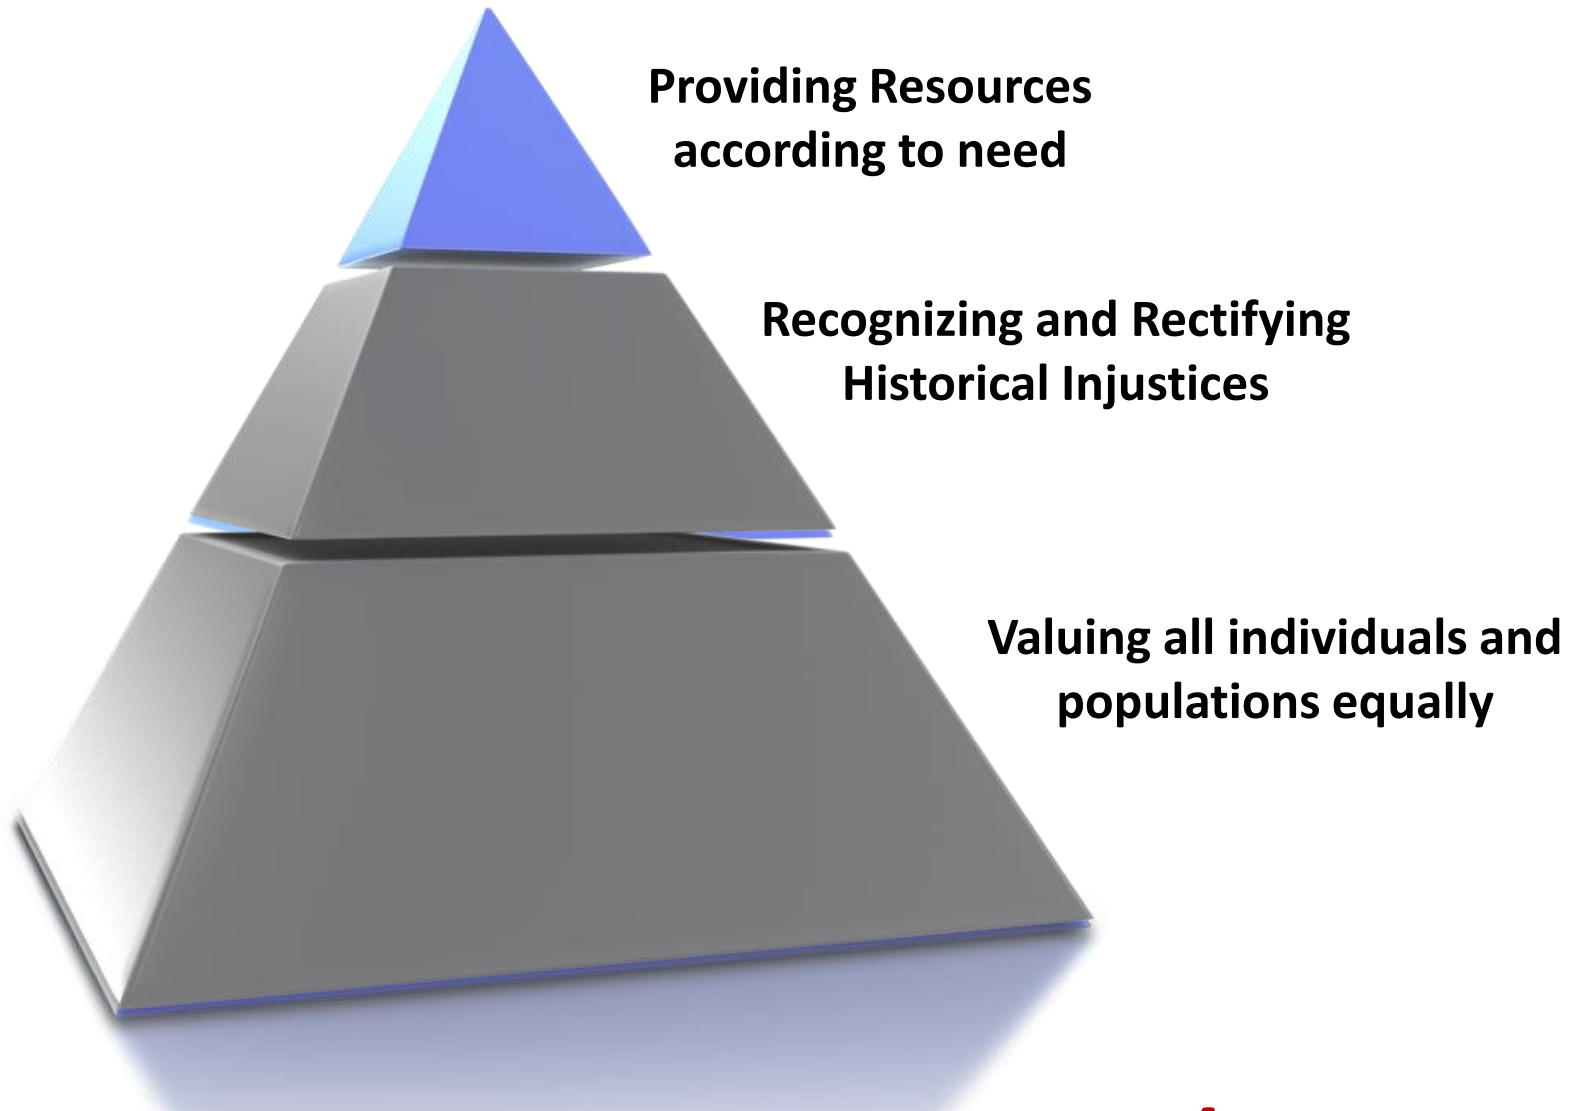 Providing Resources
according to need
Recognizing and Rectifying
Historical Injustices
Valuing all individuals and
populations equally